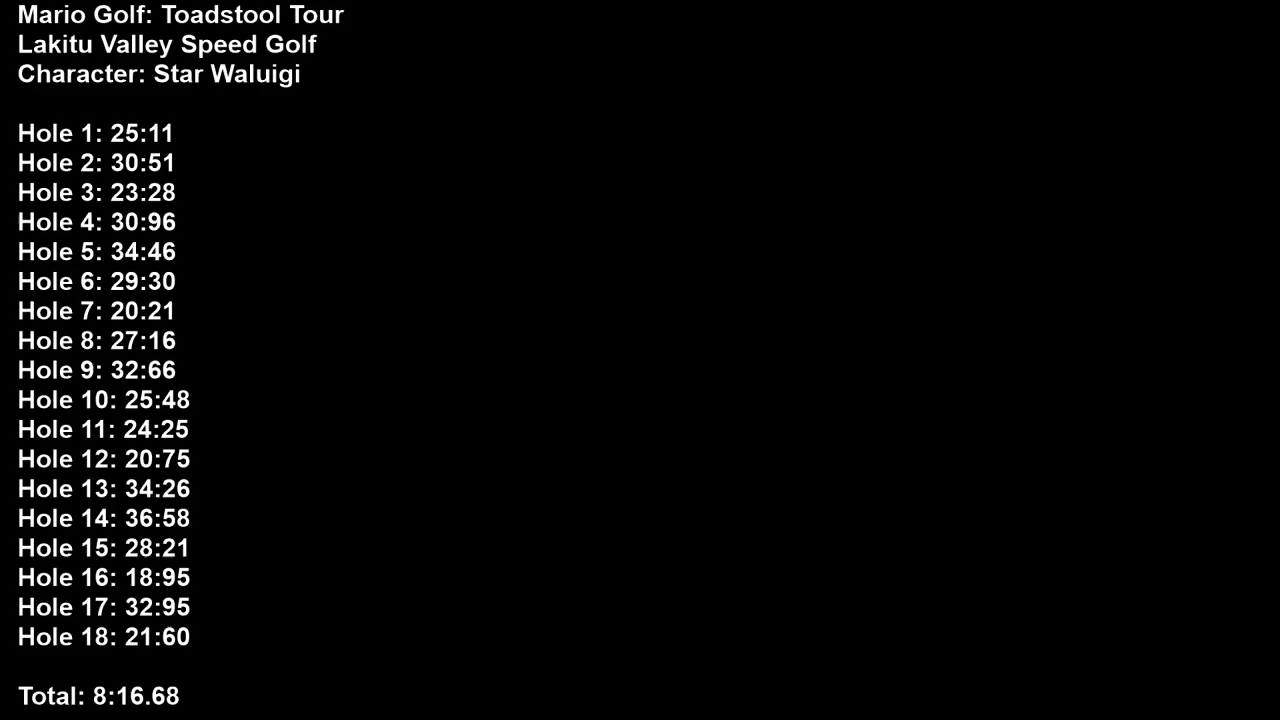 Mario Golf: Toadstool Tour
Lakitu Valley Speed Golf
Character: Star Waluigi
Hole 1: 25:11
Hole 2: 30:51
Hole 3: 23:28
Hole 4: 30:96
Hole 5: 34:46
Hole 6: 29:30
Hole 7: 20:21
Hole 8: 27:16
Hole 9: 32:66
Hole 10: 25:48
Hole 11: 24:25
Hole 12: 20:75
Hole 13: 34:26
Hole 14: 36:58
Hole 15: 28:21
Hole 16: 18:95
Hole 17: 32:95
Hole 18: 21:60
Total: 8:16.68